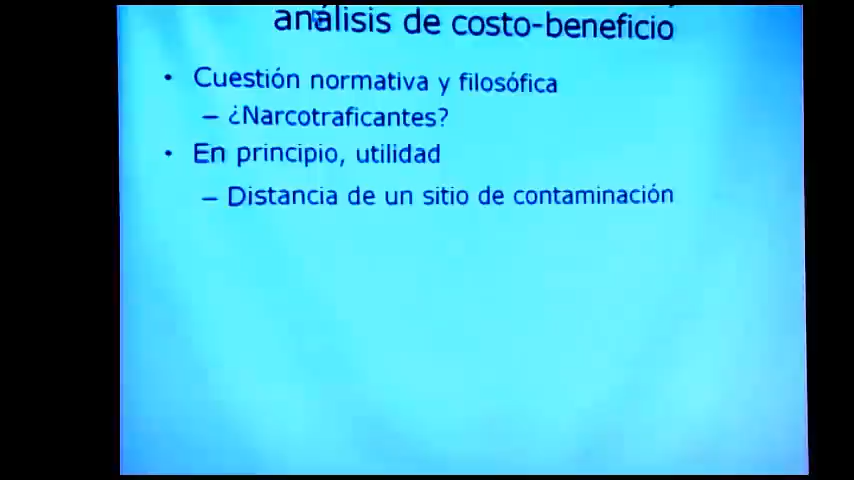 análisis de costo-beneficio
• Cuestión normativa y filosófica
– ¿Narcotraficantes?
• En principio, utilidad
– Distancia de un sitio de contaminación